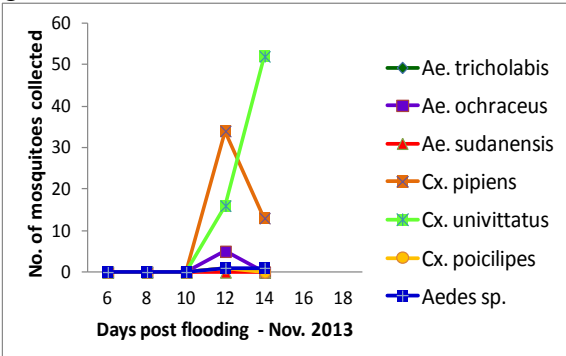 60
50
40
30
20
10
0
No. of mosquitoes collected
6 8 10 12 14 16 18
Days post flooding - Nov. 2013
Ae. tricholabis
Ae. ochraceus
Ae. sudanensis
Cx. pipiens
Cx. univittatus
Cx. poicilipes
Aedes sp.